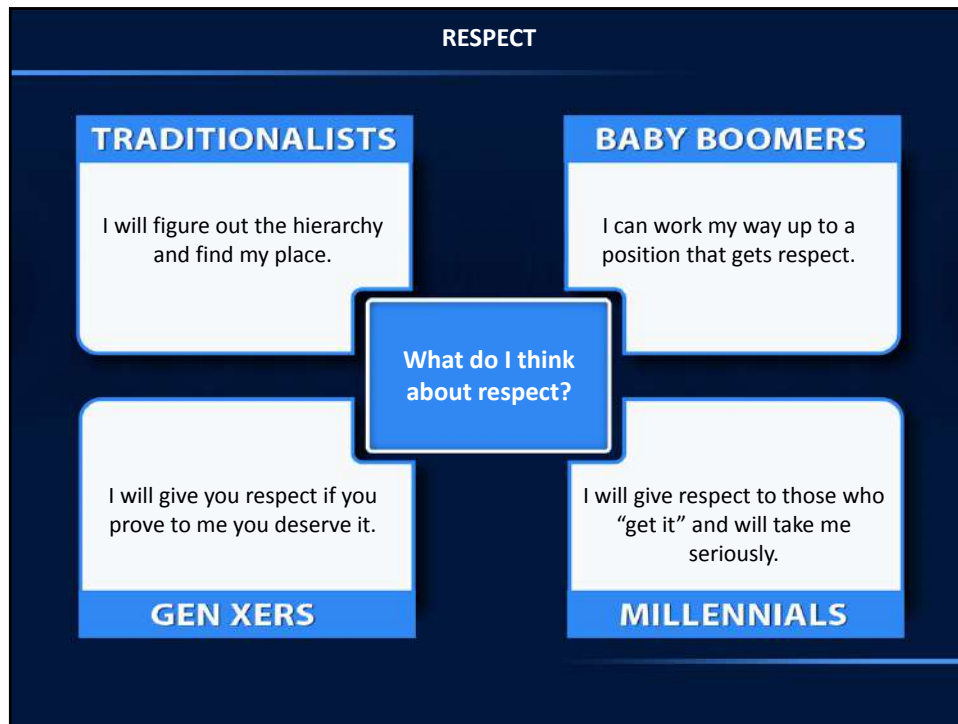 RESPECT
TRADITIONALISTS
I will figure out the hierarchy
and find my place.
BABY BOOMERS
I can work my way up to a
position that gets respect.
What do I think
about respect?
I will give you respect if you
prove to me you deserve it.
GEN XERS
I will give respect to those who
“get it” and will take me
seriously.
MILLENNIALS